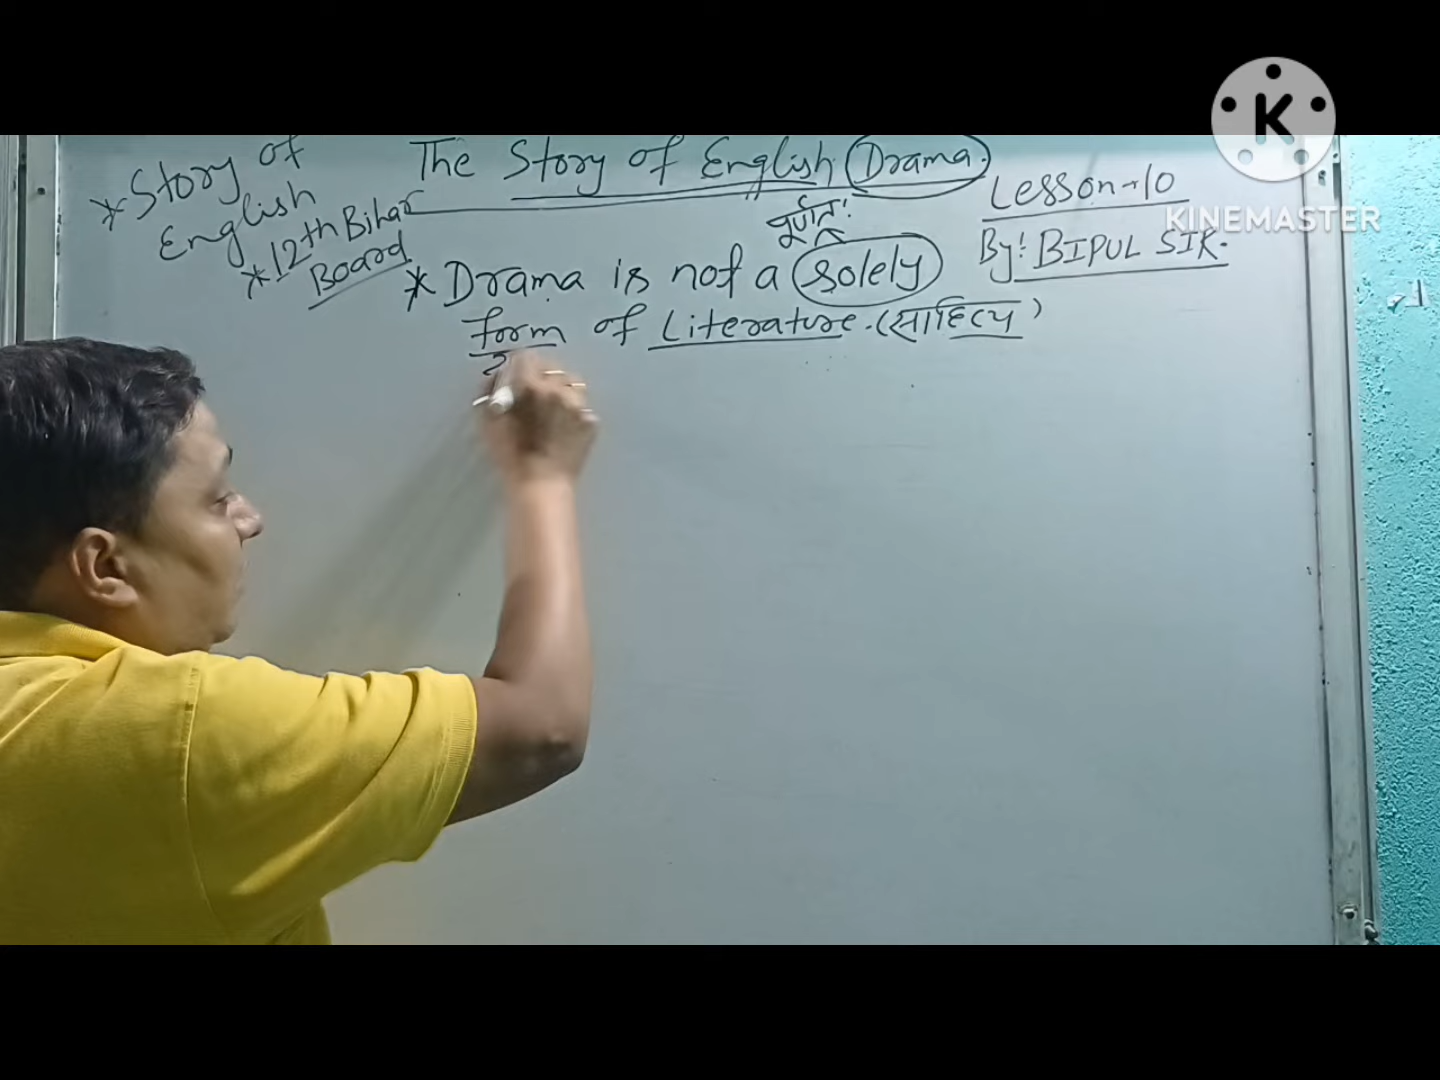 The Story of English Drama.
* Story of
English
* 12th Bihar
Board
Lesson-10
By: BIPUL SIR.
पूर्णतः
* Drama is not a solely
form of Literature. (साहित्य)
K
KINEMASTER